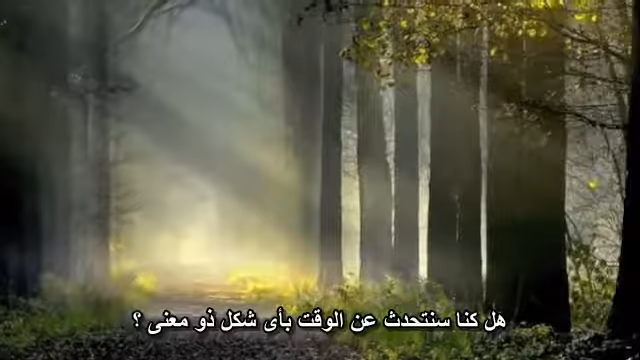 هل كنا سنتحدث عن الوقت بأى شكل ذو معنى ؟